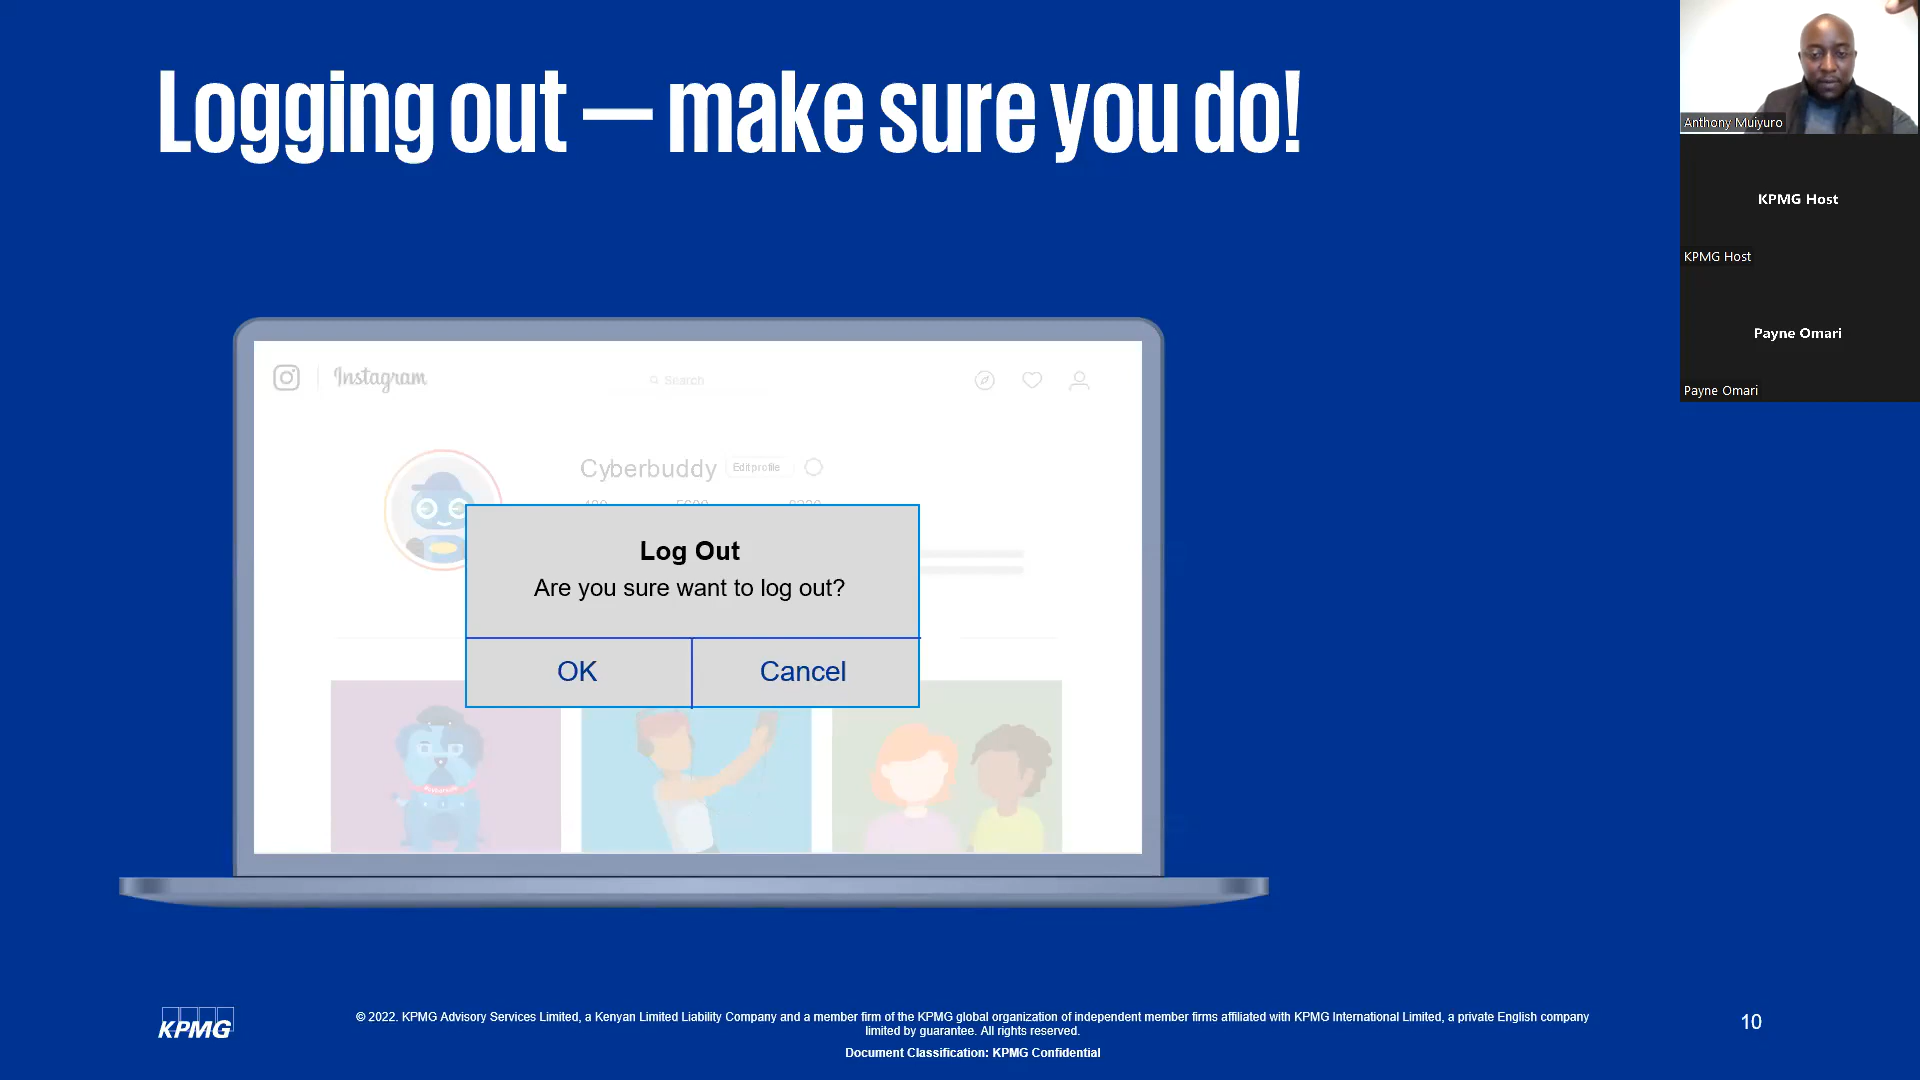 Logging out — make sure you do!
Anthony Muiyuro
KPMG Host
KPMG Host
Payne Omari
Payne Omari
Instagram
Search
Cyberbuddy
Edit profile
Log Out
Are you sure want to log out?
OK
Cancel
KPMG
© 2022. KPMG Advisory Services Limited, a Kenyan Limited Liability Company and a member firm of the KPMG global organization of independent member firms affiliated with KPMG International Limited, a private English company
limited by guarantee. All rights reserved.
Document Classification: KPMG Confidential
10